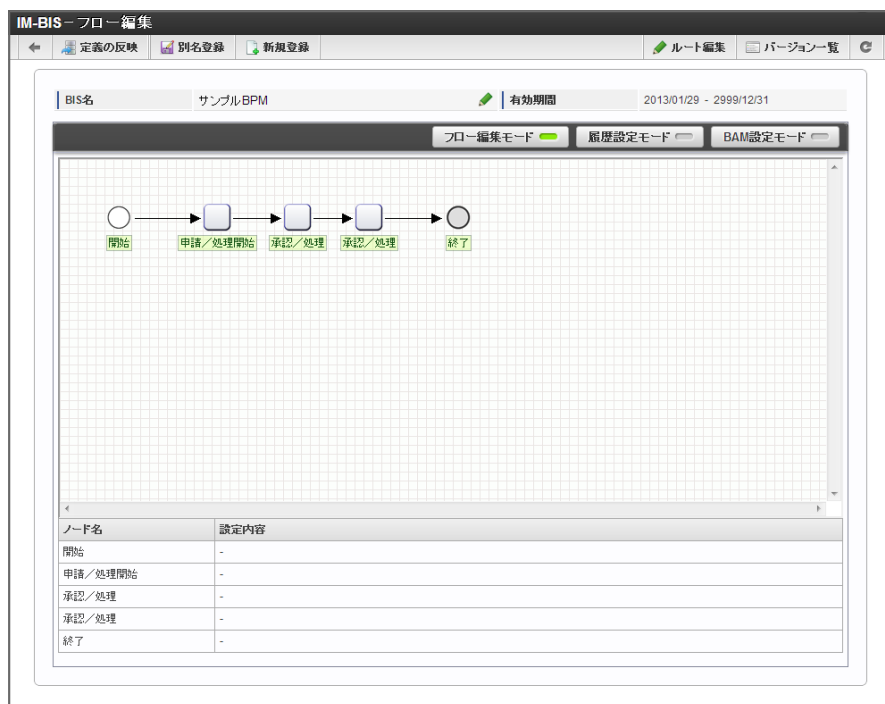 IM-BIS－フロー編集
定義の反映 別名登録 新規登録 ルート編集 バージョン一覧
BIS名 サンプルBPM 有効期間 2013/01/29 - 2999/12/31
フロー編集モード 履歴設定モード BAM設定モード
開始 申請／処理開始 承認／処理 承認／処理 終了
ノード名 設定内容
開始 -
申請／処理開始 -
承認／処理 -
承認／処理 -
終了 -